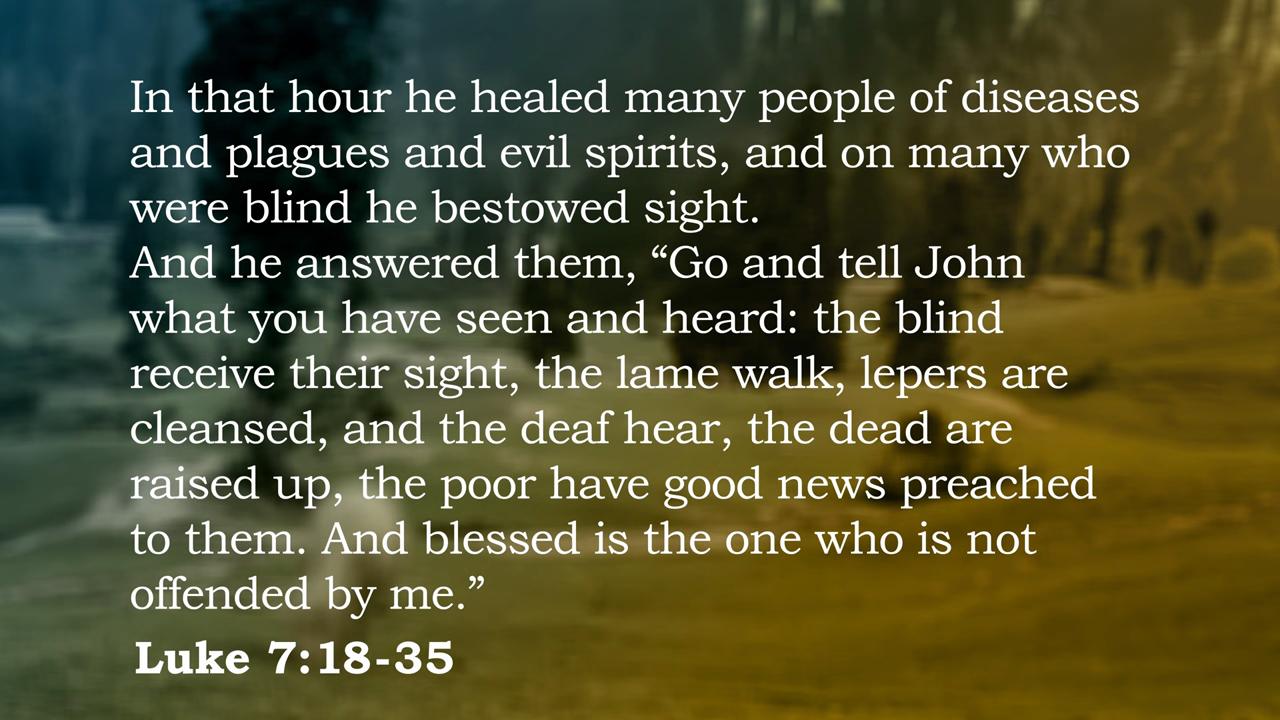 In that hour he healed many people of diseases
and plagues and evil spirits, and on many who
were blind he bestowed sight.
And he answered them, “Go and tell John
what you have seen and heard: the blind
receive their sight, the lame walk, lepers are
cleansed, and the deaf hear, the dead are
raised up, the poor have good news preached
to them. And blessed is the one who is not
offended by me.”
Luke 7:18-35